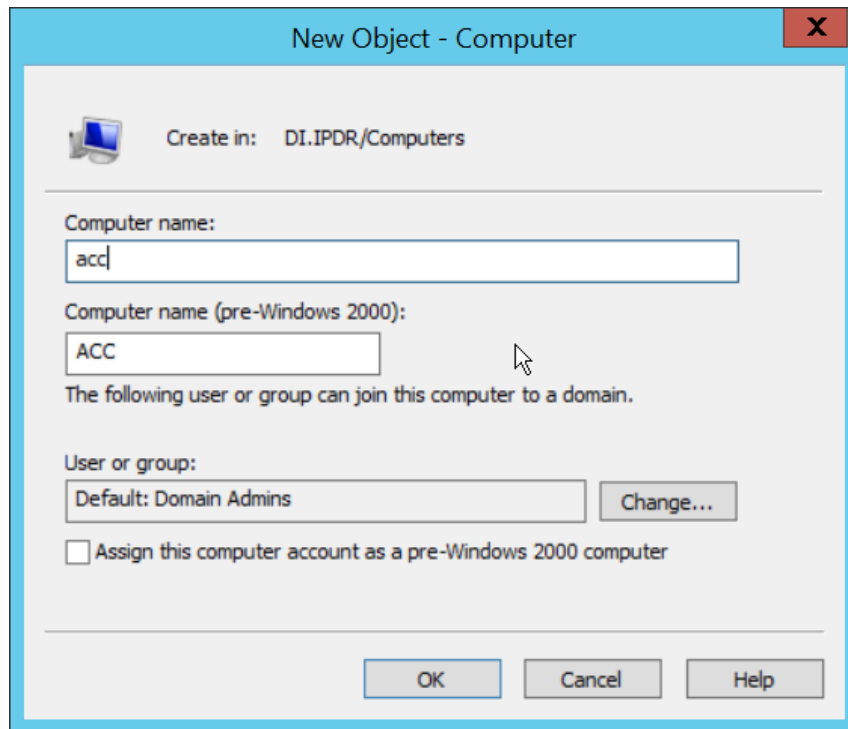 New Object - Computer
X
Create in: DI.IPDR/Computers
Computer name:
acc
Computer name (pre-Windows 2000):
ACC
The following user or group can join this computer to a domain.
User or group:
Default: Domain Admins
Change...
Assign this computer account as a pre-Windows 2000 computer
OK Cancel Help